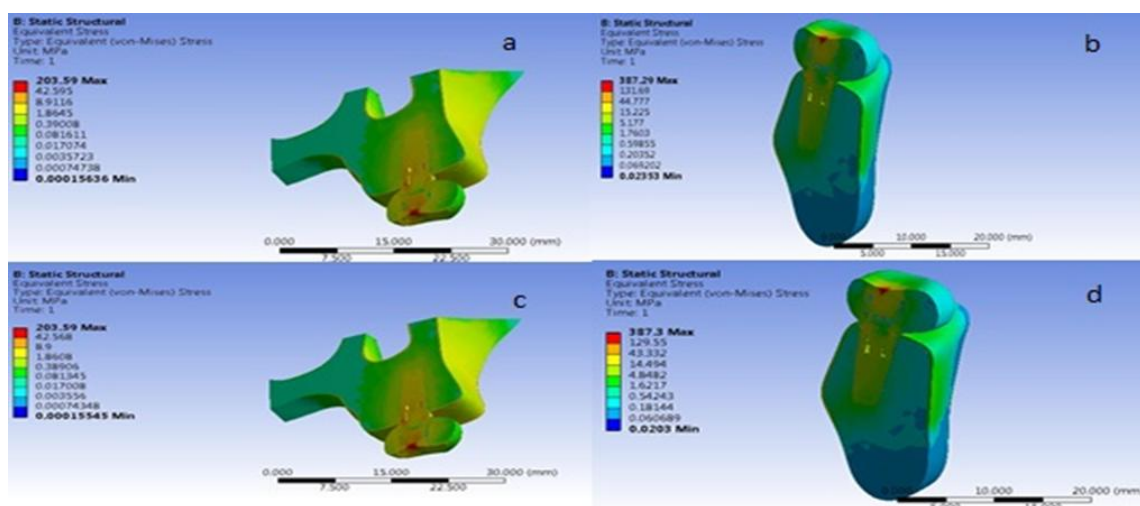 B: Static Structural
Equivalent Stress
Type: Equivalent (von-Mises) Stress
Unit: MPa
Time: 1
203.59 Max
42.595
8.9116
1.8645
0.39008
0.081611
0.017074
0.0035723
0.00074738
0.00015636 Min
a
0.000
15.000
30.000 (mm)
7.500
22.500
B: Static Structural
Equivalent Stress
Type: Equivalent (von-Mises) Stress
Unit: MPa
Time: 1
387.29 Max
131.69
44.777
15.225
5.177
1.7603
0.59855
0.20352
0.069202
0.02353 Min
b
0.000
10.000
20.000 (mm)
5.000
15.000
B: Static Structural
Equivalent Stress
Type: Equivalent (von-Mises) Stress
Unit: MPa
Time: 1
203.59 Max
42.568
8.9
1.8608
0.38906
0.081345
0.017008
0.003556
0.00074348
0.00015545 Min
c
0.000
15.000
30.000 (mm)
7.500
22.500
B: Static Structural
Equivalent Stress
Type: Equivalent (von-Mises) Stress
Unit: MPa
Time: 1
387.3 Max
129.55
43.332
14.494
4.8482
1.6217
0.54243
0.18144
0.060689
0.0203 Min
d
0.000
10.000
20.000 (mm)